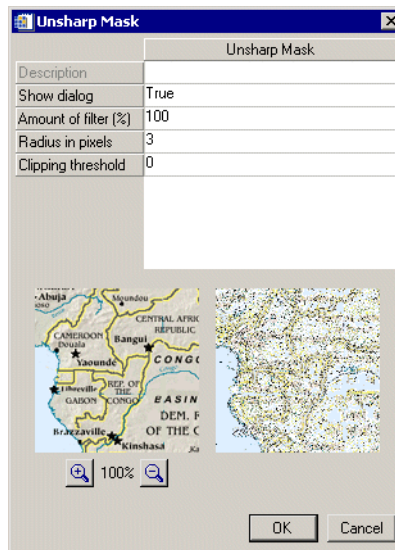 Unsharp Mask
Unsharp Mask
Description
Show dialog True
Amount of filter (%) 100
Radius in pixels 3
Clipping threshold 0
Abuja Moundou
CENTRAL AFRIC
REPUBLIC
CAMEROON
Douala Bangui
Yaounde CONGO
Libreville REP. OF
THE
GABON CONGO BASIN
DEM. R
Brazzaville OF THE C
Kinshasa
100%
OK Cancel